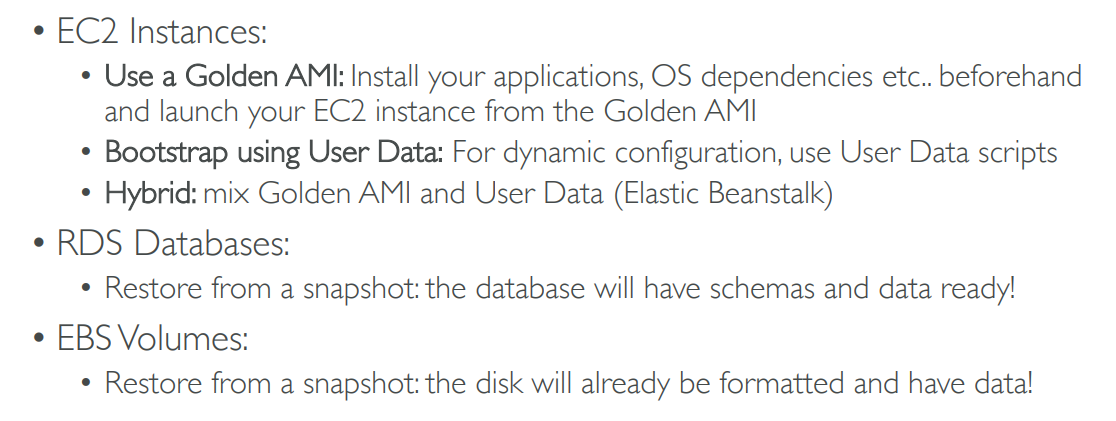 • EC2 Instances:
• Use a Golden AMI: Install your applications, OS dependencies etc.. beforehand
and launch your EC2 instance from the Golden AMI
• Bootstrap using User Data: For dynamic configuration, use User Data scripts
• Hybrid: mix Golden AMI and User Data (Elastic Beanstalk)
• RDS Databases:
• Restore from a snapshot: the database will have schemas and data ready!
• EBS Volumes:
• Restore from a snapshot: the disk will already be formatted and have data!